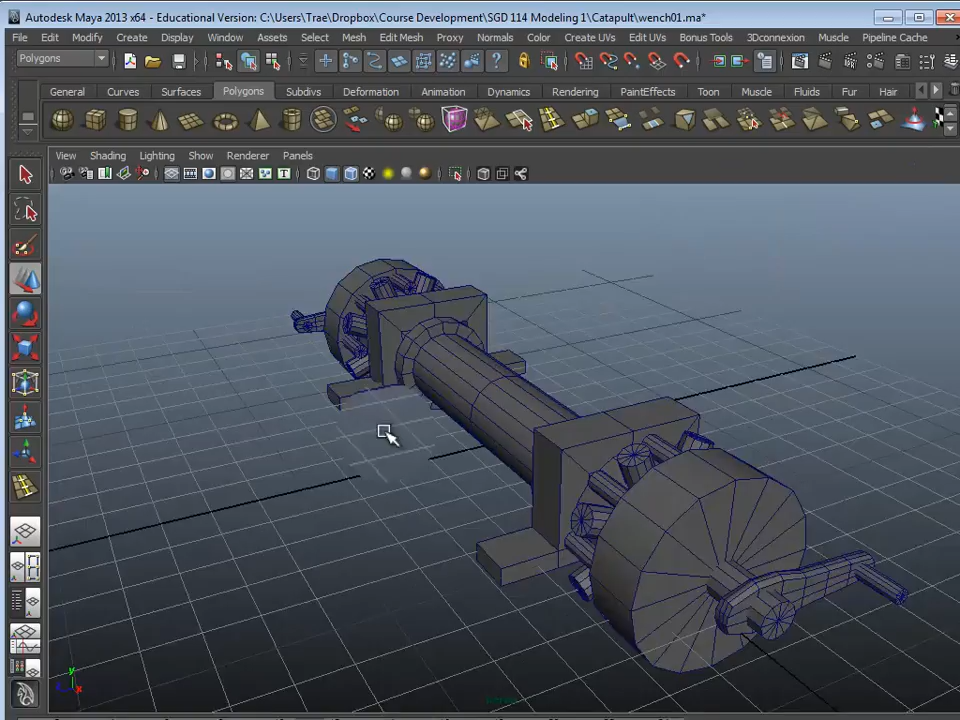 Autodesk Maya 2013 x64 - Educational Version: C:\Users\Trae\Dropbox\Course Development\SGD 114 Modeling 1\Catapult\wench01.ma*
File Edit Modify Create Display Window Assets Select Mesh Edit Mesh Proxy Normals Color Create UVs Edit UVs Bonus Tools 3Dconnexion Muscle Pipeline Cache
Polygons
General Curves Surfaces Polygons Subdivs Deformation Animation Dynamics Rendering PaintEffects Toon Muscle Fluids Fur Hair
View Shading Lighting Show Renderer Panels
y
x